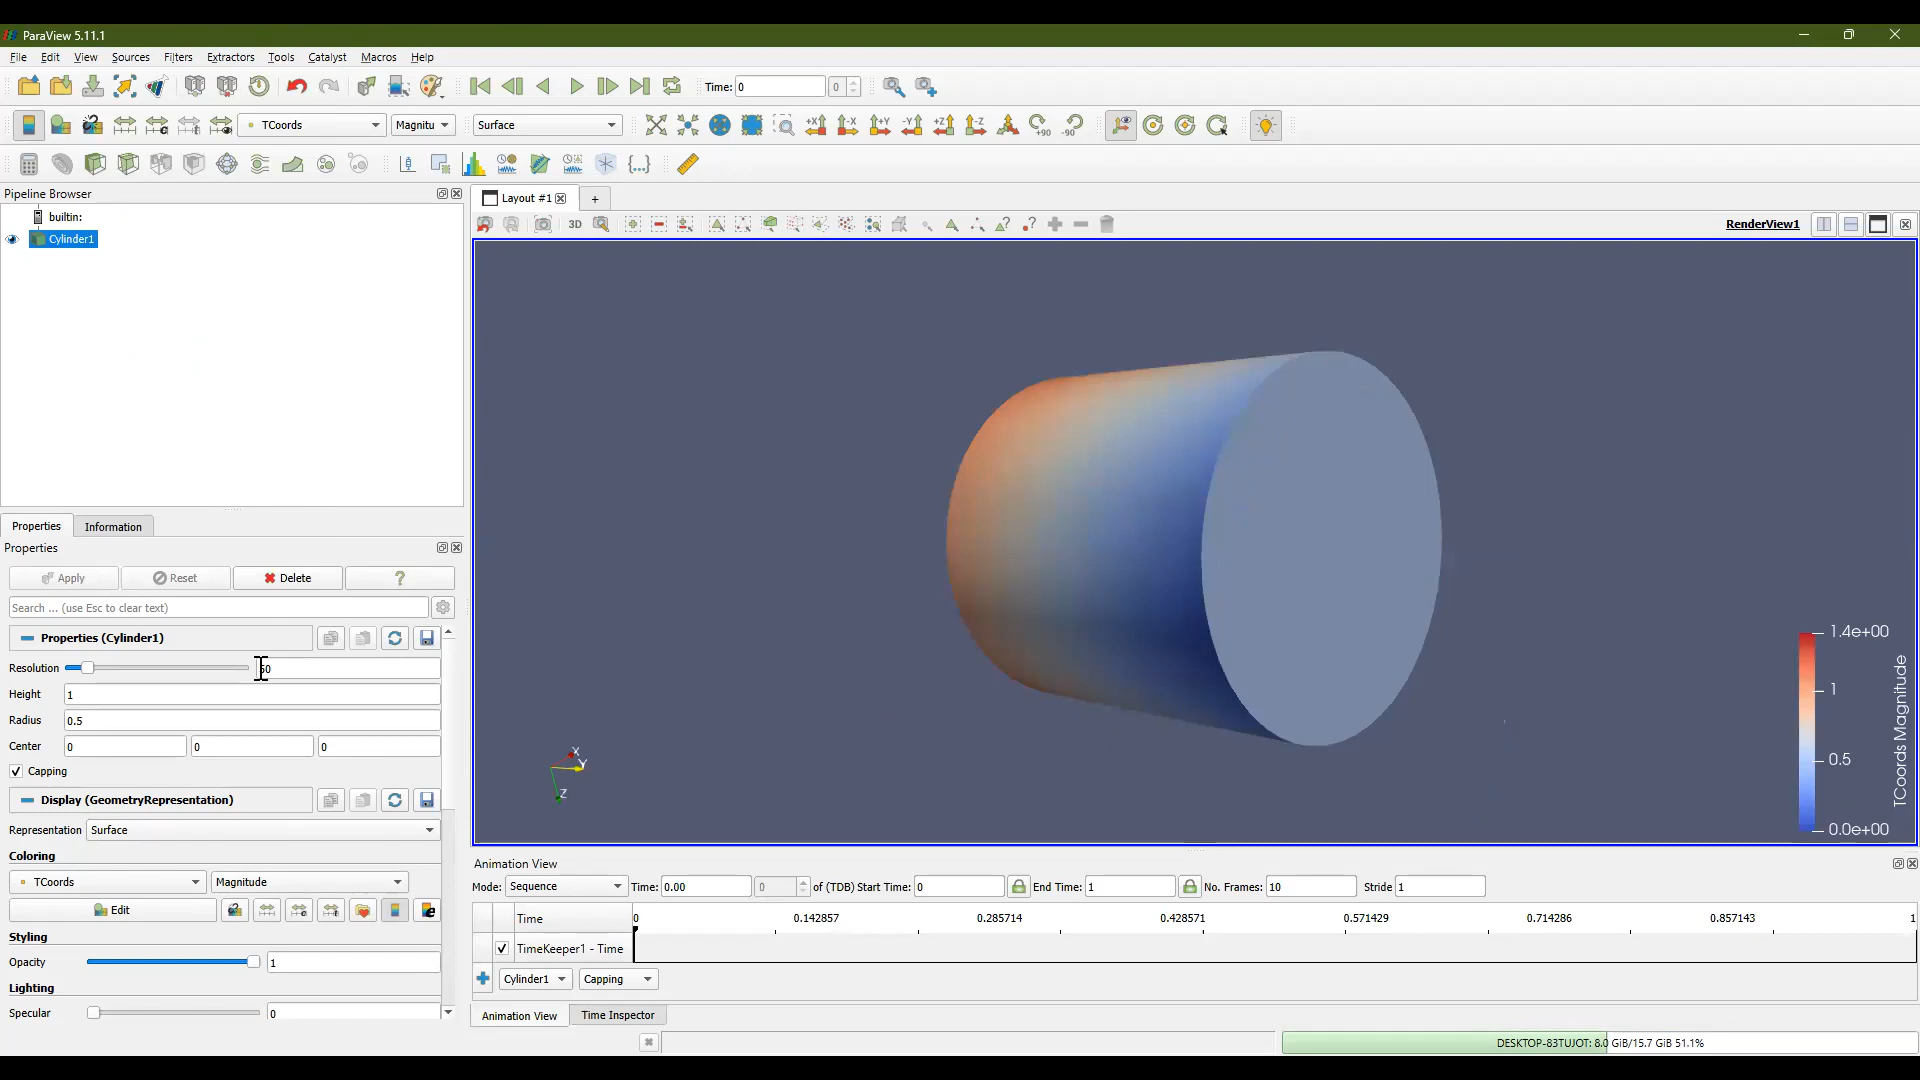 ParaView 5.11.1
File Edit View Sources Filters Extractors Tools Catalyst Macros Help
Time: 0 0
TCoords Magnitu Surface +X -X +Y -Y +Z -Z +90 -90
Pipeline Browser
Layout #1 +
builtin:
3D RenderView1
Cylinder1
Properties Information
Properties
Apply Reset Delete ?
Search ... (use Esc to clear text)
Properties (Cylinder1)
Resolution 60
Height 1
Radius 0.5
Center 0 0 0
Capping
Display (GeometryRepresentation)
Representation Surface
Coloring
TCoords Magnitude
Edit
Styling
Opacity 1
Lighting
Specular 0
X
Y
Z
1.4e+00
1
0.5
0.0e+00
TCoords Magnitude
Animation View
Mode: Sequence Time: 0.00 0 of (TDB) Start Time: 0 End Time: 1 No. Frames: 10 Stride 1
Time 0 0.142857 0.285714 0.428571 0.571429 0.714286 0.857143 1
TimeKeeper1 - Time
Cylinder1 Capping
Animation View Time Inspector
DESKTOP-83TUJOT: 8.0 GiB/15.7 GiB 51.1%